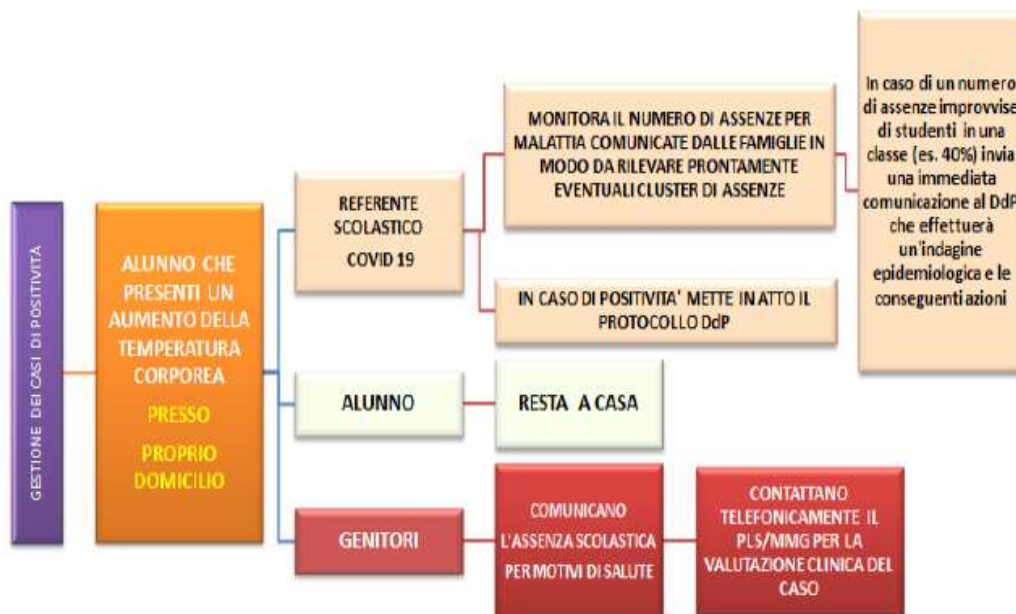 GESTIONE DEI CASI DI POSITIVITÀ
ALUNNO CHE
PRESENTI UN
AUMENTO DELLA
TEMPERATURA
CORPOREA
PRESSO
PROPRIO
DOMICILIO
REFERENTE
SCOLASTICO
COVID 19
MONITORA IL NUMERO DI ASSENZE PER
MALATTIA COMUNICATE DALLE FAMIGLIE IN
MODO DA RILEVARE PRONTAMENTE
EVENTUALI CLUSTER DI ASSENZE
In caso di un numero
di assenze improvvise
di studenti in una
classe (es. 40%) invia
una immediata
comunicazione al DdP
che effettuerà
un'indagine
epidemiologica e le
conseguenti azioni
IN CASO DI POSITIVITA' METTE IN ATTO IL
PROTOCOLLO DdP
ALUNNO
RESTA A CASA
GENITORI
COMUNICANO
L'ASSENZA SCOLASTICA
PER MOTIVI DI SALUTE
CONTATTANO
TELEFONICAMENTE IL
PLS/MMG PER LA
VALUTAZIONE CLINICA DEL
CASO